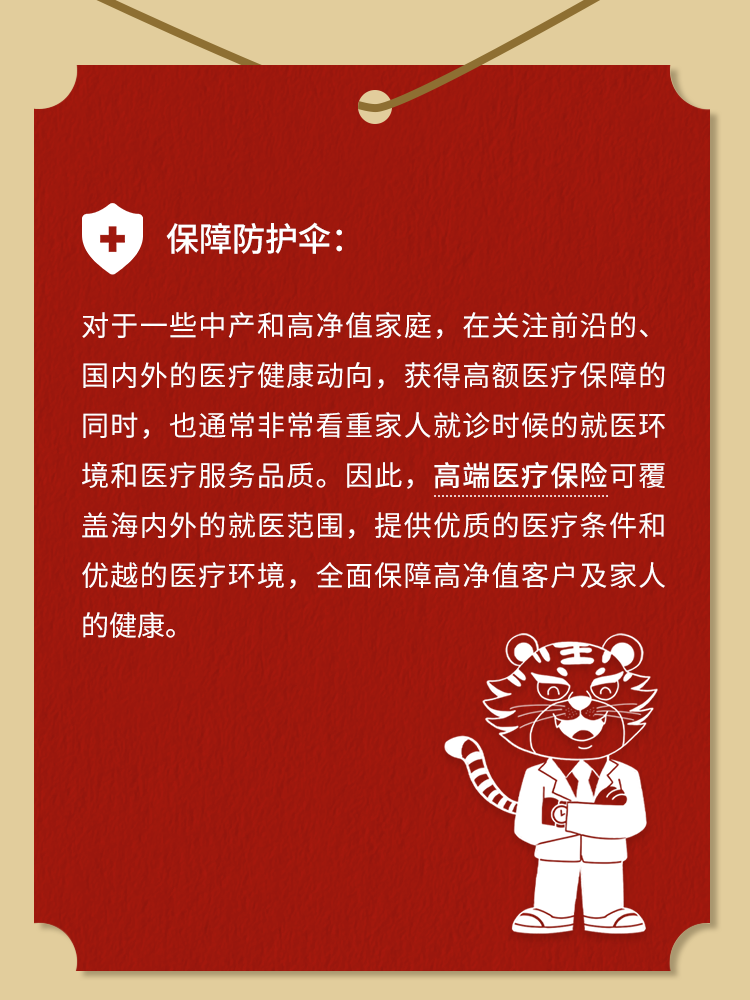 保障防护伞：
对于一些中产和高净值家庭，在关注前沿的、
国内外的医疗健康动向，获得高额医疗保障的
同时，也通常非常看重家人就诊时候的就医环
境和医疗服务品质。因此，高端医疗保险可覆
盖海内外的就医范围，提供优质的医疗条件和
优越的医疗环境，全面保障高净值客户及家人
的健康。
王